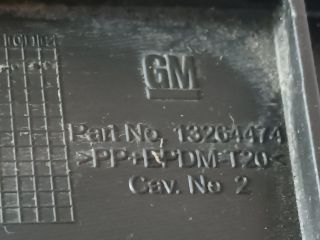 GM
Part No. 13264474
>PP+EPDM-T20<
Cav. No 2